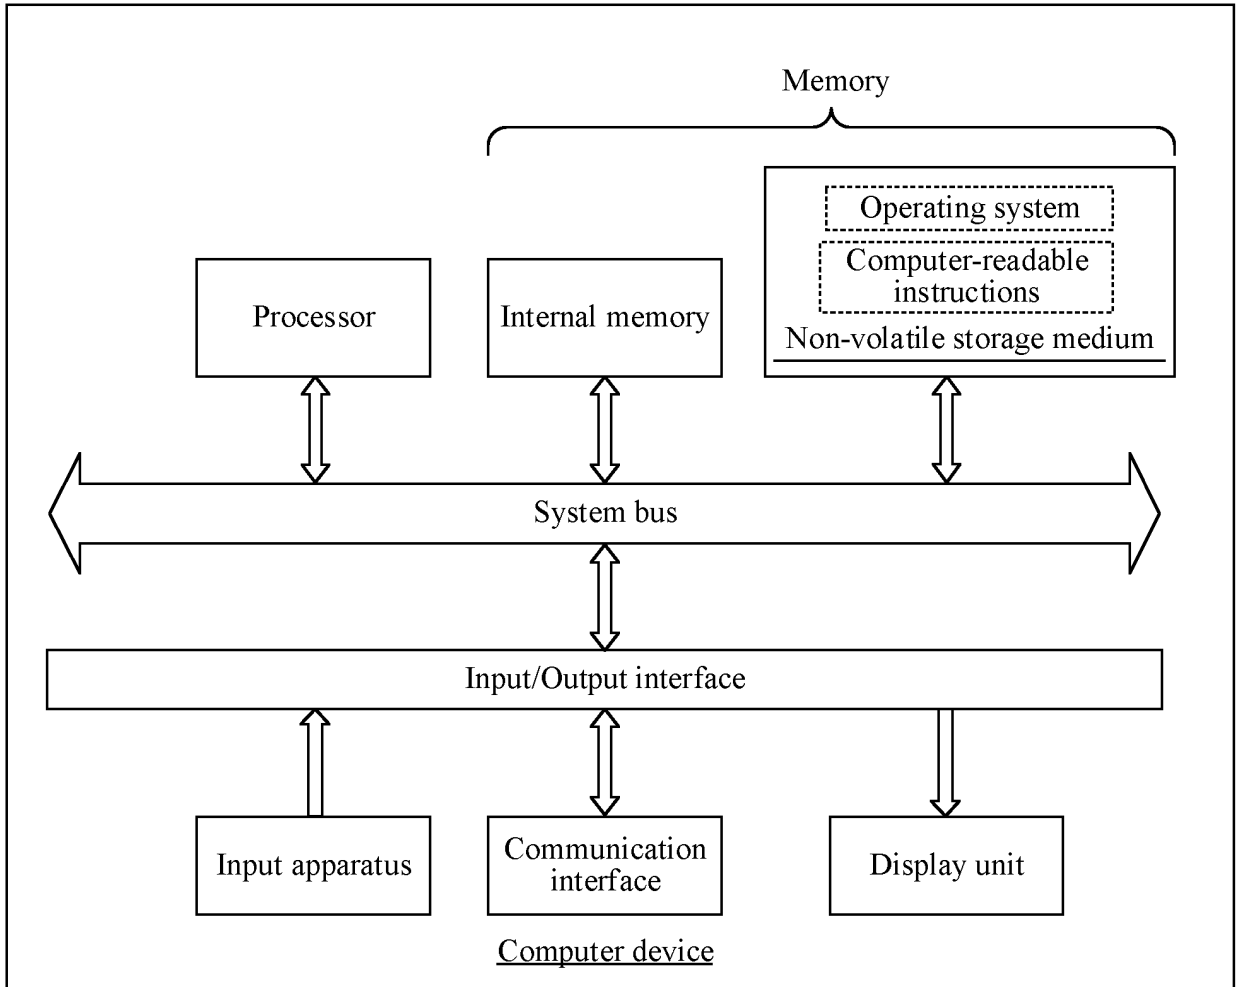 Memory
Operating system
Computer-readable
instructions
Non-volatile storage medium
Processor
Internal memory
System bus
Input/Output interface
Input apparatus
Communication
interface
Display unit
Computer device